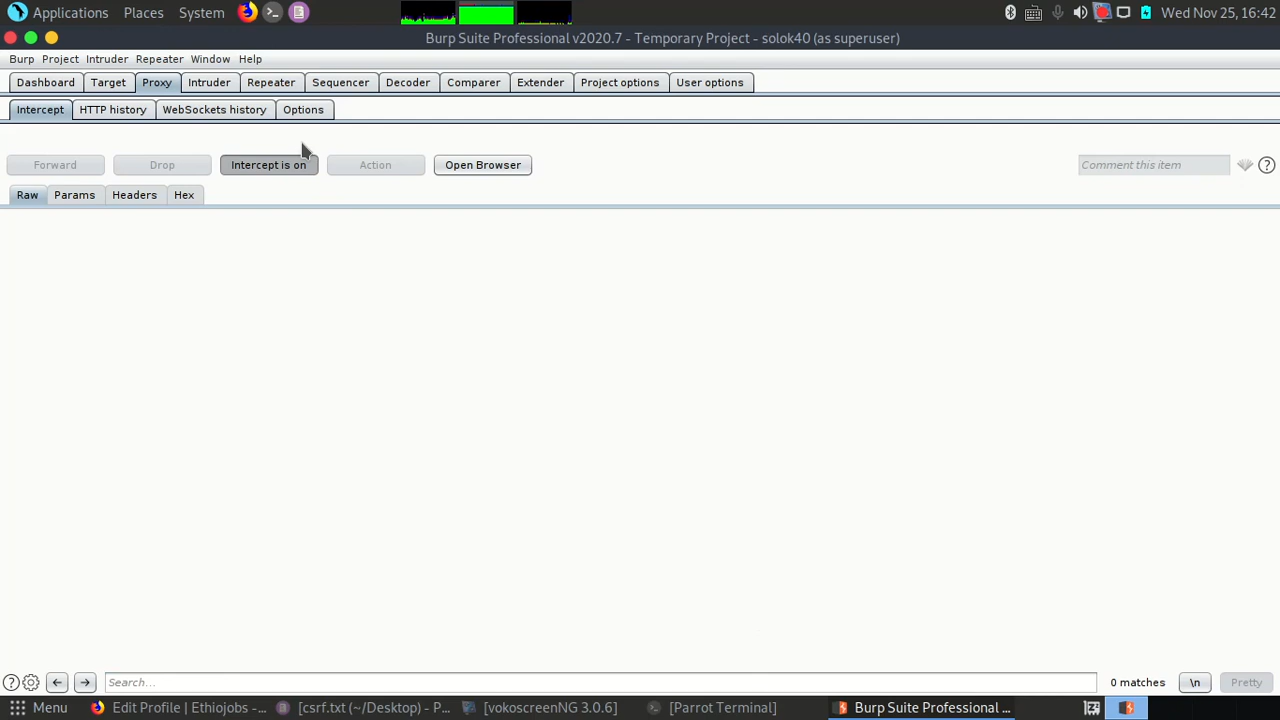 Applications Places System Wed Nov 25, 16:42
Burp Suite Professional v2020.7 - Temporary Project - solok40 (as superuser)
Burp Project Intruder Repeater Window Help
Dashboard Target Proxy Intruder Repeater Sequencer Decoder Comparer Extender Project options User options
Intercept HTTP history WebSockets history Options
Forward Drop Intercept is on Action Open Browser Comment this item ?
Raw Params Headers Hex
? Search... 0 matches \n Pretty
Menu Edit Profile | Ethiojobs -... [csrf.txt (~/Desktop) - P... [vokoscreenNG 3.0.6] [Parrot Terminal] Burp Suite Professional ...